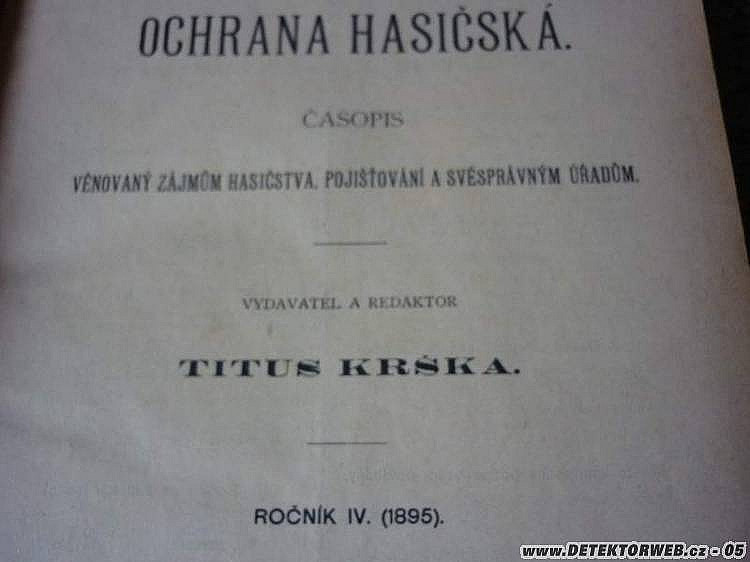 OCHRANA HASIČSKÁ.
ČASOPIS
VĚNOVANÝ ZÁJMŮM HASIČSTVA, POJIŠŤOVÁNÍ A SVÉSPRÁVNÝM ÚŘADŮM.
VYDAVATEL A REDAKTOR
TITUS KRŠKA.
ROČNÍK IV. (1895).
www.DETEKTORWEB.cz - 05